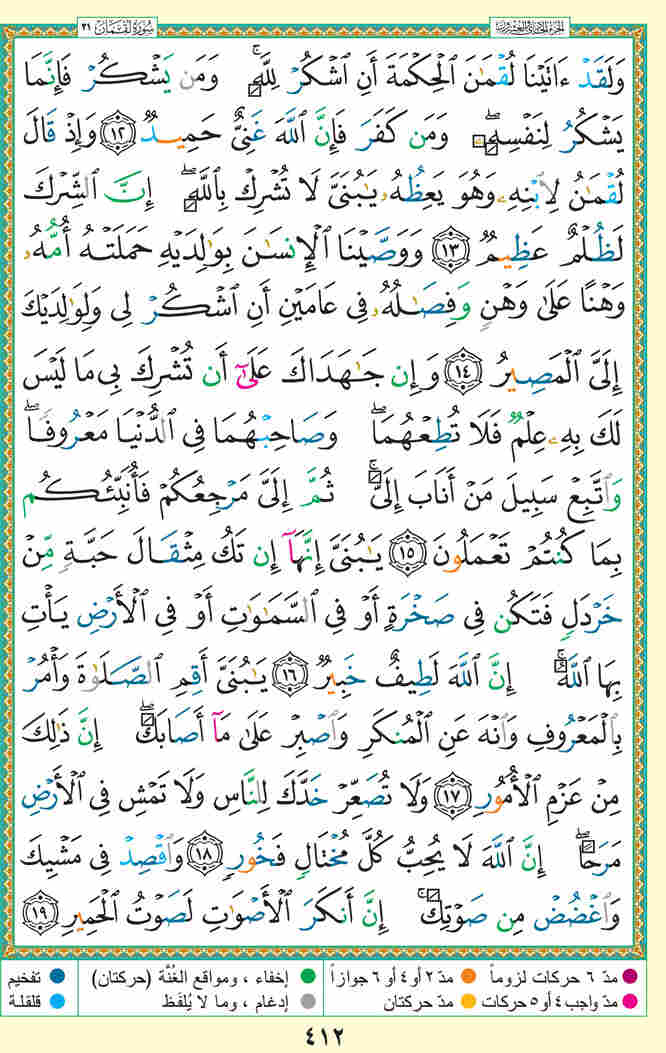 سُورَةُ لُقۡمَان ٣١ الجزء الحادي والعشرون
وَلَقَدۡ ءَاتَيۡنَا لُقۡمَٰنَ ٱلۡحِكۡمَةَ أَنِ ٱشۡكُرۡ لِلَّهِۚ وَمَن يَشۡكُرۡ فَإِنَّمَا
يَشۡكُرُ لِنَفۡسِهِۦۖ وَمَن كَفَرَ فَإِنَّ ٱللَّهَ غَنِيٌّ حَمِيدٞ ١٢ وَإِذۡ قَالَ
لُقۡمَٰنُ لِٱبۡنِهِۦ وَهُوَ يَعِظُهُۥ يَٰبُنَيَّ لَا تُشۡرِكۡ بِٱللَّهِۖ إِنَّ ٱلشِّرۡكَ
لَظُلۡمٌ عَظِيمٞ ١٣ وَوَصَّيۡنَا ٱلۡإِنسَٰنَ بِوَٰلِدَيۡهِ حَمَلَتۡهُ أُمُّهُۥ
وَهۡنًا عَلَىٰ وَهۡنٖ وَفِصَٰلُهُۥ فِي عَامَيۡنِ أَنِ ٱشۡكُرۡ لِي وَلِوَٰلِدَيۡكَ
إِلَيَّ ٱلۡمَصِيرُ ١٤ وَإِن جَٰهَدَاكَ عَلَىٰٓ أَن تُشۡرِكَ بِي مَا لَيۡسَ
لَكَ بِهِۦ عِلۡمٞ فَلَا تُطِعۡهُمَاۖ وَصَاحِبۡهُمَا فِي ٱلدُّنۡيَا مَعۡرُوفٗاۖ
وَٱتَّبِعۡ سَبِيلَ مَنۡ أَنَابَ إِلَيَّۚ ثُمَّ إِلَيَّ مَرۡجِعُكُمۡ فَأُنَبِّئُكُم
بِمَا كُنتُمۡ تَعۡمَلُونَ ١٥ يَٰبُنَيَّ إِنَّهَآ إِن تَكُ مِثۡقَالَ حَبَّةٖ مِّنۡ
خَرۡدَلٖ فَتَكُن فِي صَخۡرَةٍ أَوۡ فِي ٱلسَّمَٰوَٰتِ أَوۡ فِي ٱلۡأَرۡضِ يَأۡتِ
بِهَا ٱللَّهُۚ إِنَّ ٱللَّهَ لَطِيفٌ خَبِيرٞ ١٦ يَٰبُنَيَّ أَقِمِ ٱلصَّلَوٰةَ وَأۡمُرۡ
بِٱلۡمَعۡرُوفِ وَٱنۡهَ عَنِ ٱلۡمُنكَرِ وَٱصۡبِرۡ عَلَىٰ مَآ أَصَابَكَۖ إِنَّ ذَٰلِكَ
مِنۡ عَزۡمِ ٱلۡأُمُورِ ١٧ وَلَا تُصَعِّرۡ خَدَّكَ لِلنَّاسِ وَلَا تَمۡشِ فِي ٱلۡأَرۡضِ
مَرَحًاۖ إِنَّ ٱللَّهَ لَا يُحِبُّ كُلَّ مُخۡتَالٖ فَخُورٖ ١٨ وَٱقۡصِدۡ فِي مَشۡيِكَ
وَٱغۡضُضۡ مِن صَوۡتِكَۚ إِنَّ أَنكَرَ ٱلۡأَصۡوَٰتِ لَصَوۡتُ ٱلۡحَمِيرِ ١٩
مدّ ٦ حركات لزوماً مدّ ٢ أو ٤ أو ٦ جوازاً إخفاء ، ومواقع الغُنَّة (حركتان) تفخيم
مدّ واجب ٤ أو ٥ حركات مدّ حركتان إدغام ، وما لا يُلفَظ قلقلة
٤١٢